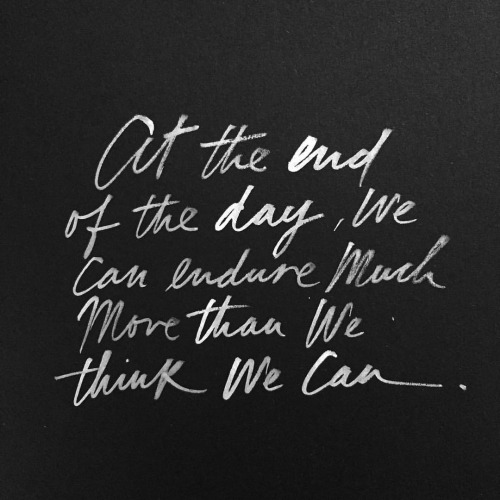 At the end
of the day, We
can endure Much
More than We
think We Can.